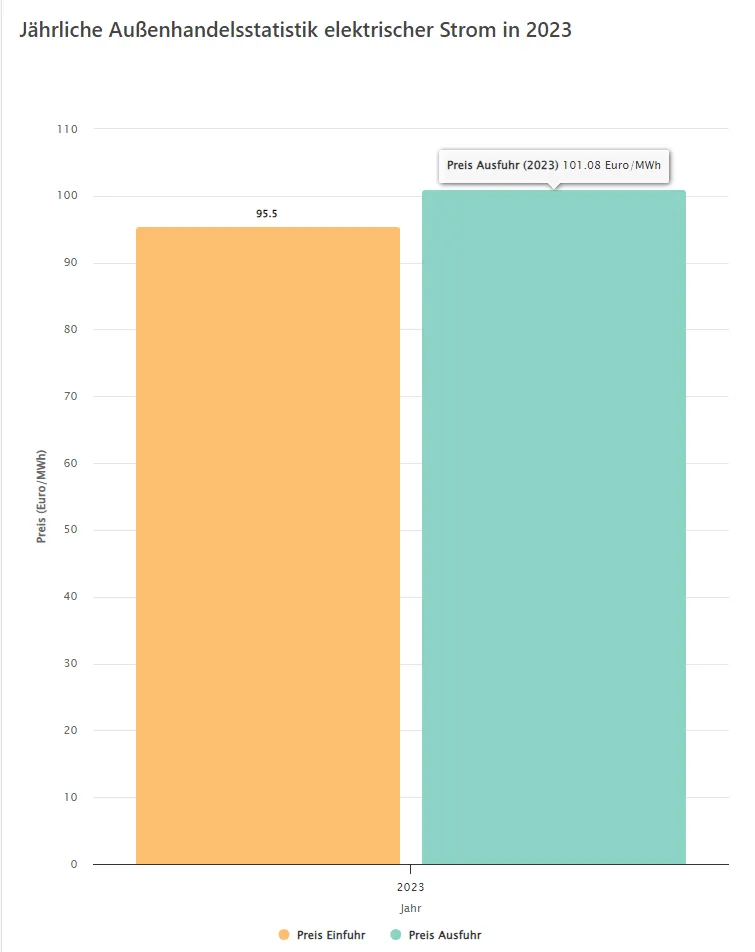 Jährliche Außenhandelsstatistik elektrischer Strom in 2023
110
Preis Ausfuhr (2023) 101.08 Euro/MWh
100
95.5
90
80
70
60
50
40
30
20
10
0
Preis (Euro/MWh)
2023
Jahr
Preis Einfuhr Preis Ausfuhr